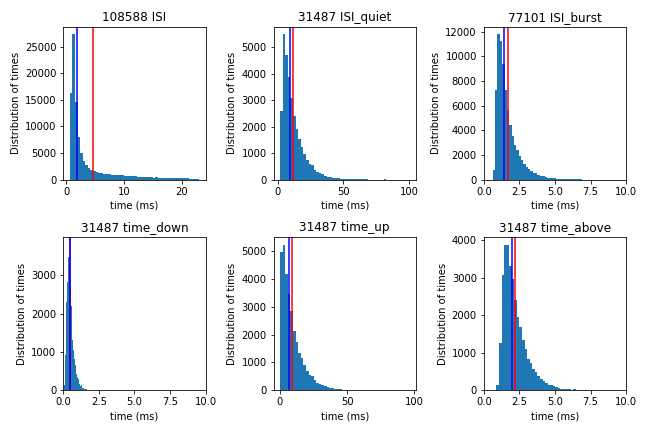 108588 ISI
31487 ISI_quiet
77101 ISI_burst
Distribution of times
25000
20000
15000
10000
5000
0
0 10 20
time (ms)
Distribution of times
5000
4000
3000
2000
1000
0
0 50 100
time (ms)
Distribution of times
12000
10000
8000
6000
4000
2000
0
0.0 2.5 5.0 7.5 10.0
time (ms)
31487 time_down
31487 time_up
31487 time_above
Distribution of times
3000
2000
1000
0
0.0 2.5 5.0 7.5 10.0
time (ms)
Distribution of times
5000
4000
3000
2000
1000
0
0 50 100
time (ms)
Distribution of times
4000
3000
2000
1000
0
0.0 2.5 5.0 7.5 10.0
time (ms)